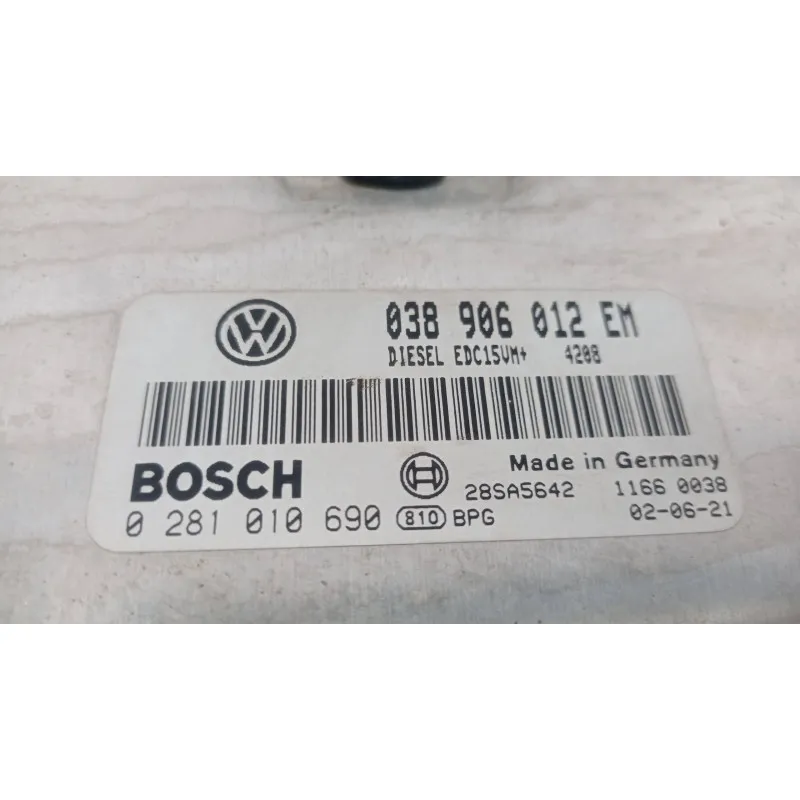 038 906 012 EM
DIESEL EDC15VM+ 4208
BOSCH
Made in Germany
28SA5642 1166 0038
0 281 010 690 810 BPG 02-06-21